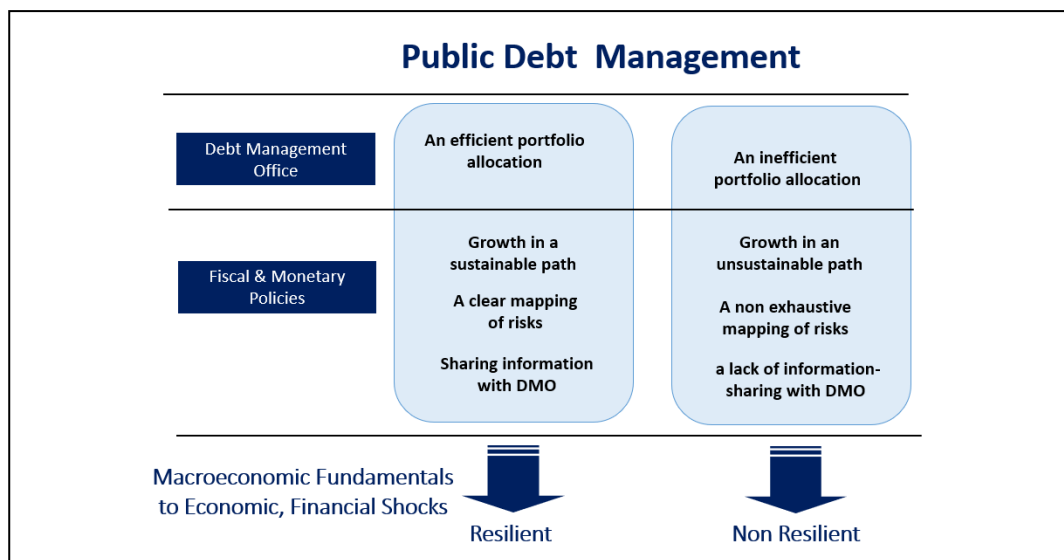 Public Debt Management
Debt Management
Office
An efficient portfolio
allocation
An inefficient
portfolio allocation
Fiscal & Monetary
Policies
Growth in a
sustainable path
A clear mapping
of risks
Sharing information
with DMO
Growth in an
unsustainable path
A non exhaustive
mapping of risks
a lack of information-
sharing with DMO
Macroeconomic Fundamentals
to Economic, Financial Shocks
Resilient
Non Resilient